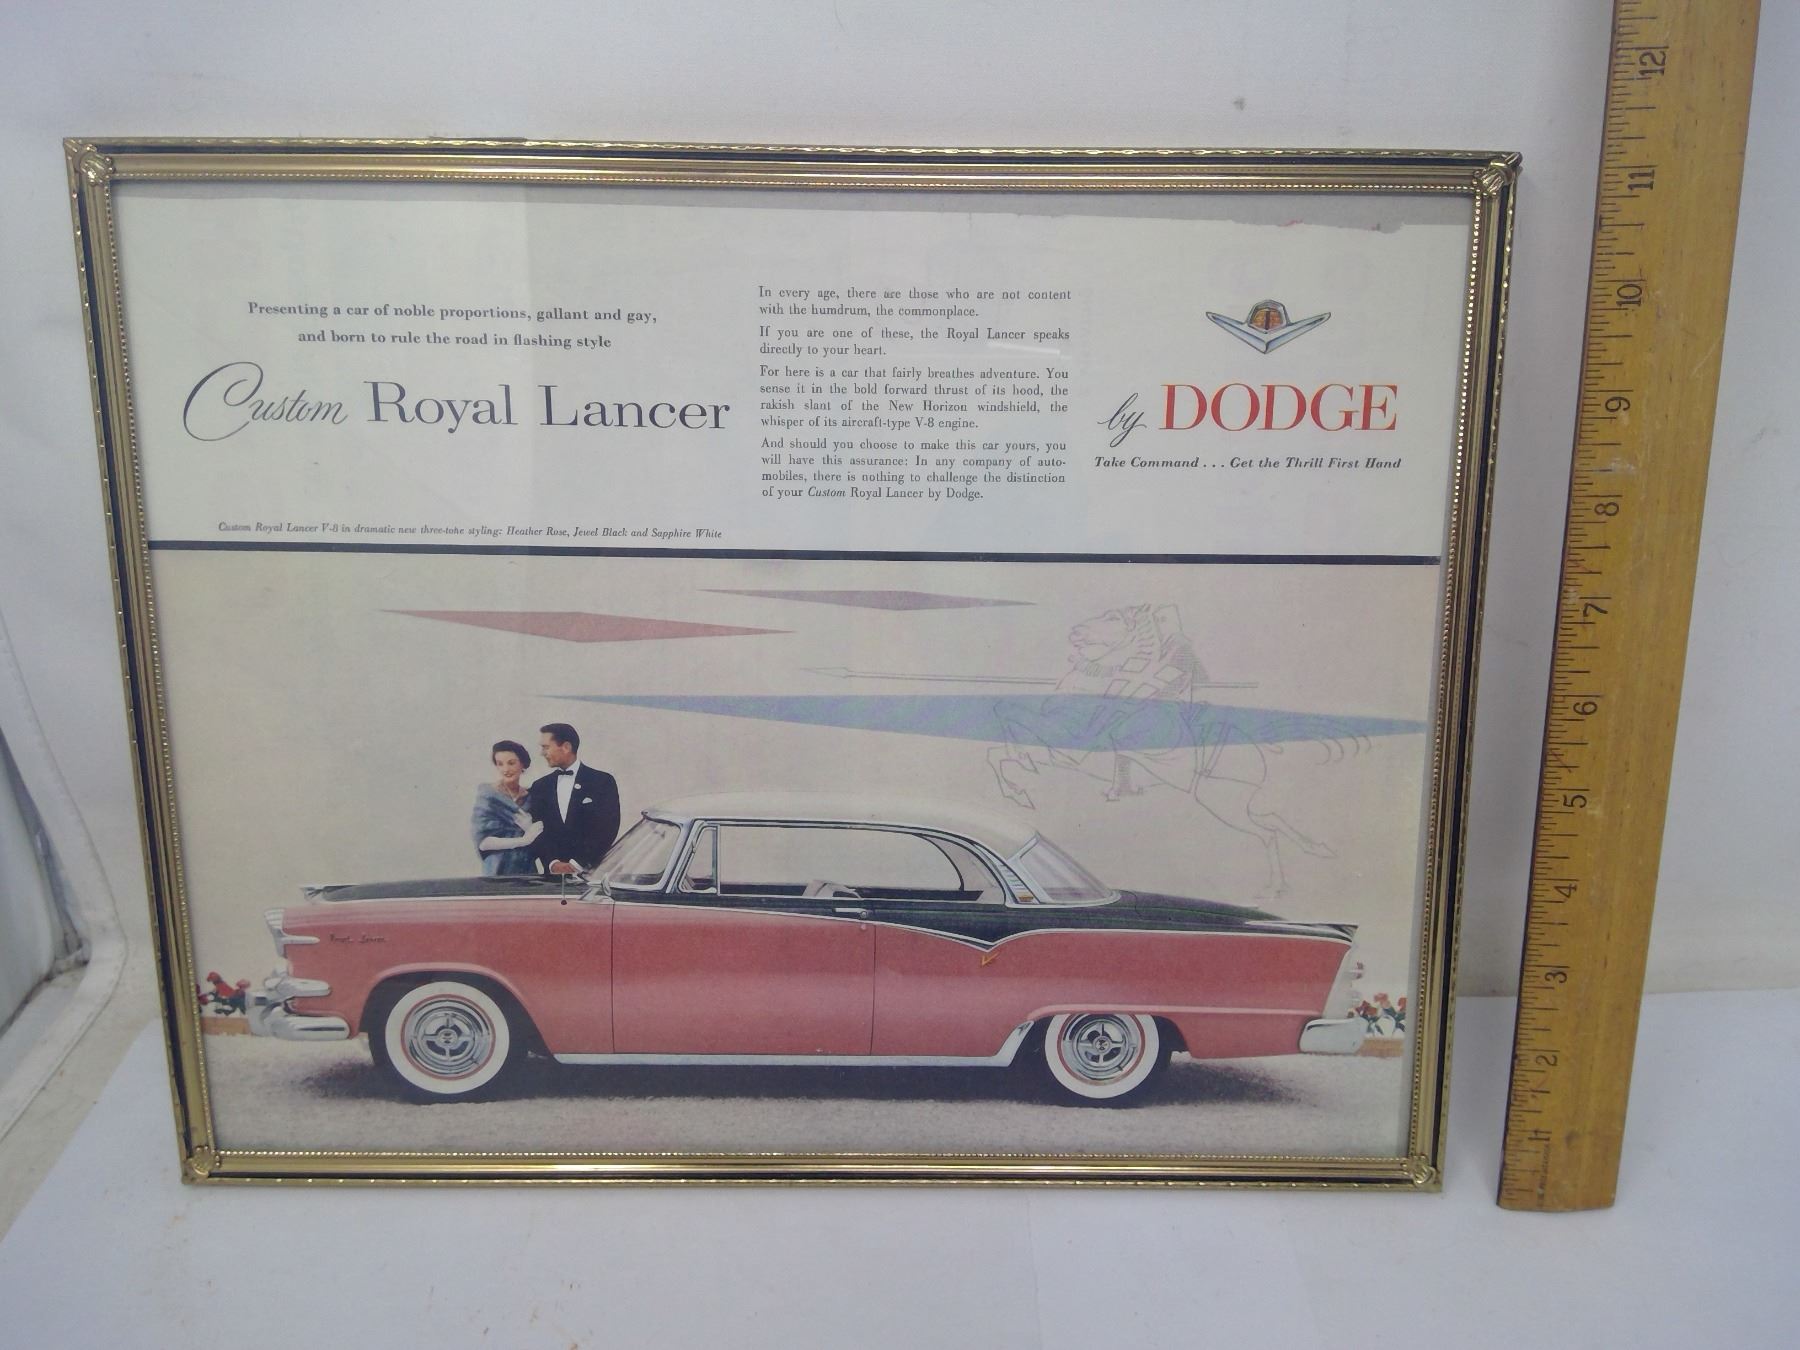 Presenting a car of noble proportions, gallant and gay,
and born to rule the road in flashing style
Custom Royal Lancer
Custom Royal Lancer V-8 in dramatic new three-tone styling: Heather Rose, Jewel Black and Sapphire White
In every age, there are those who are not content
with the humdrum, the commonplace.
If you are one of these, the Royal Lancer speaks
directly to your heart.
For here is a car that fairly breathes adventure. You
sense it in the bold forward thrust of its hood, the
rakish slant of the New Horizon windshield, the
whisper of its aircraft-type V-8 engine.
And should you choose to make this car yours, you
will have this assurance: In any company of auto-
mobiles, there is nothing to challenge the distinction
of your Custom Royal Lancer by Dodge.
by DODGE
Take Command . . . Get the Thrill First Hand
Royal Lancer
12
11
10
9
8
7
6
5
4
3
2
1